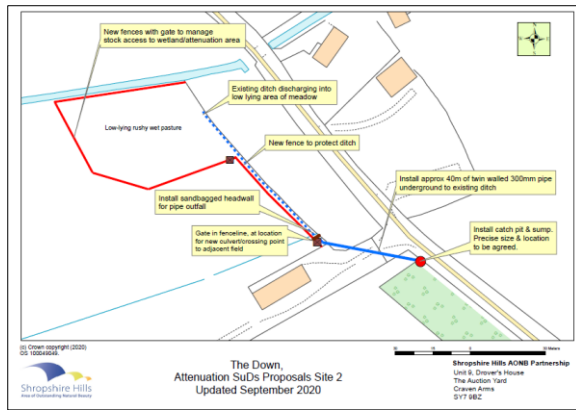 New fences with gate to manage
stock access to wetland/attenuation area
Existing ditch discharging into
low lying area of meadow
Low-lying rushy wet pasture
New fence to protect ditch
Install approx 40m of twin walled 300mm pipe
underground to existing ditch
Install sandbagged headwall
for pipe outfall
Gate in fenceline, at location
for new culvert/crossing point
to adjacent field
Install catch pit & sump.
Precise size & location
to be agreed.
(c) Crown copyright (2020)
OS 100049049.
Shropshire Hills
Area of Outstanding Natural Beauty
The Down,
Attenuation SuDs Proposals Site 2
Updated September 2020
Shropshire Hills AONB Partnership
Unit 9, Drover's House
The Auction Yard
Craven Arms
SY7 9BZ